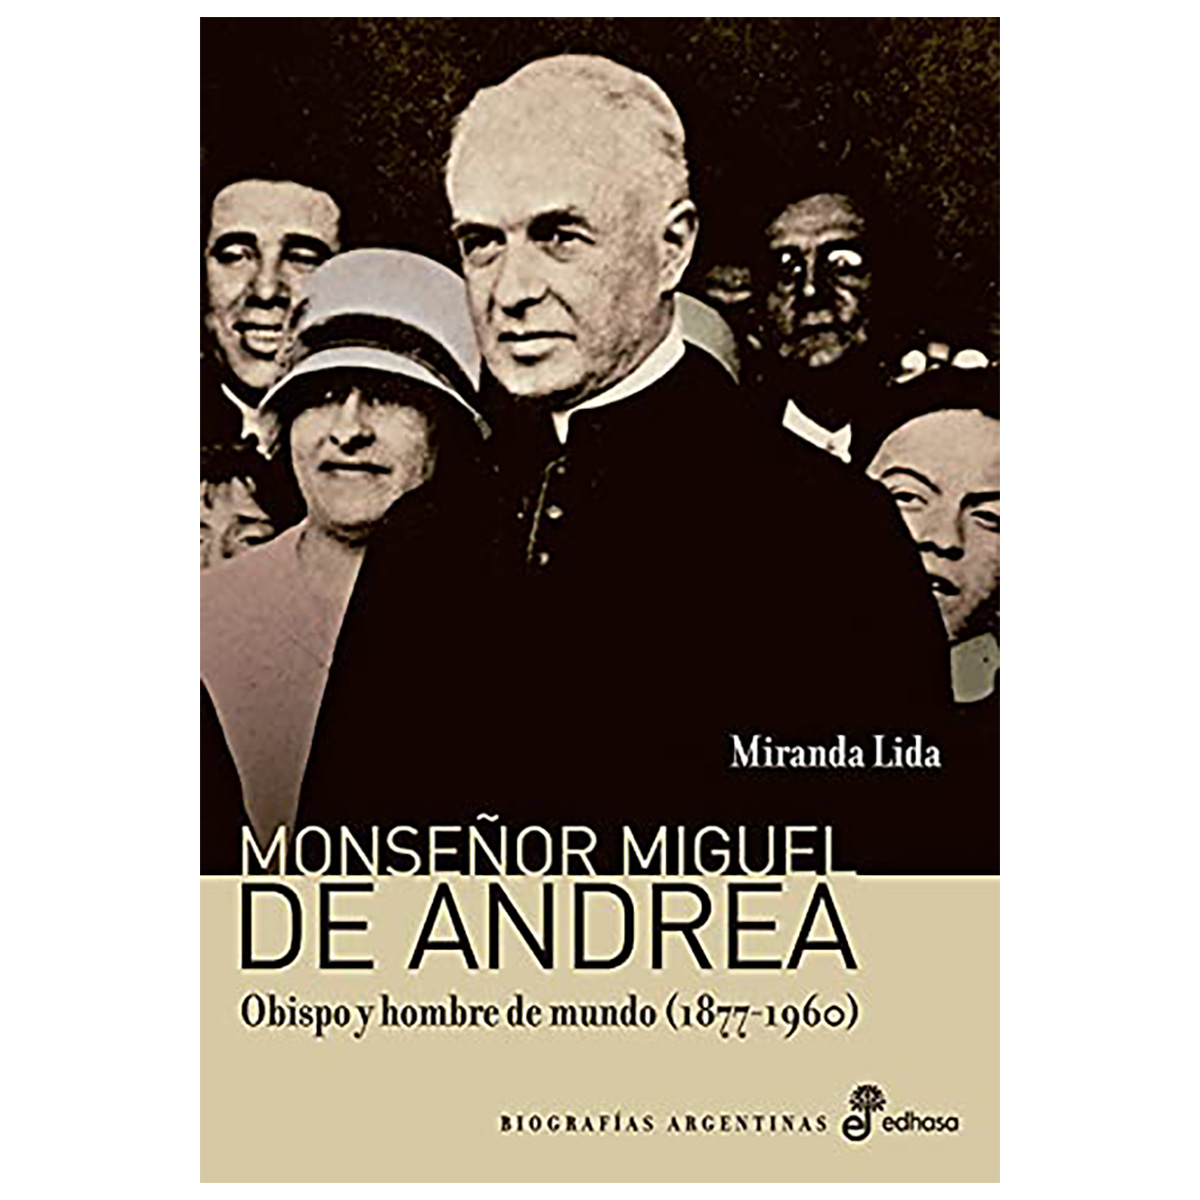 Miranda Lida
MONSEÑOR MIGUEL
DE ANDREA
Obispo y hombre de mundo (1877-1960)
BIOGRAFÍAS ARGENTINAS
edhasa